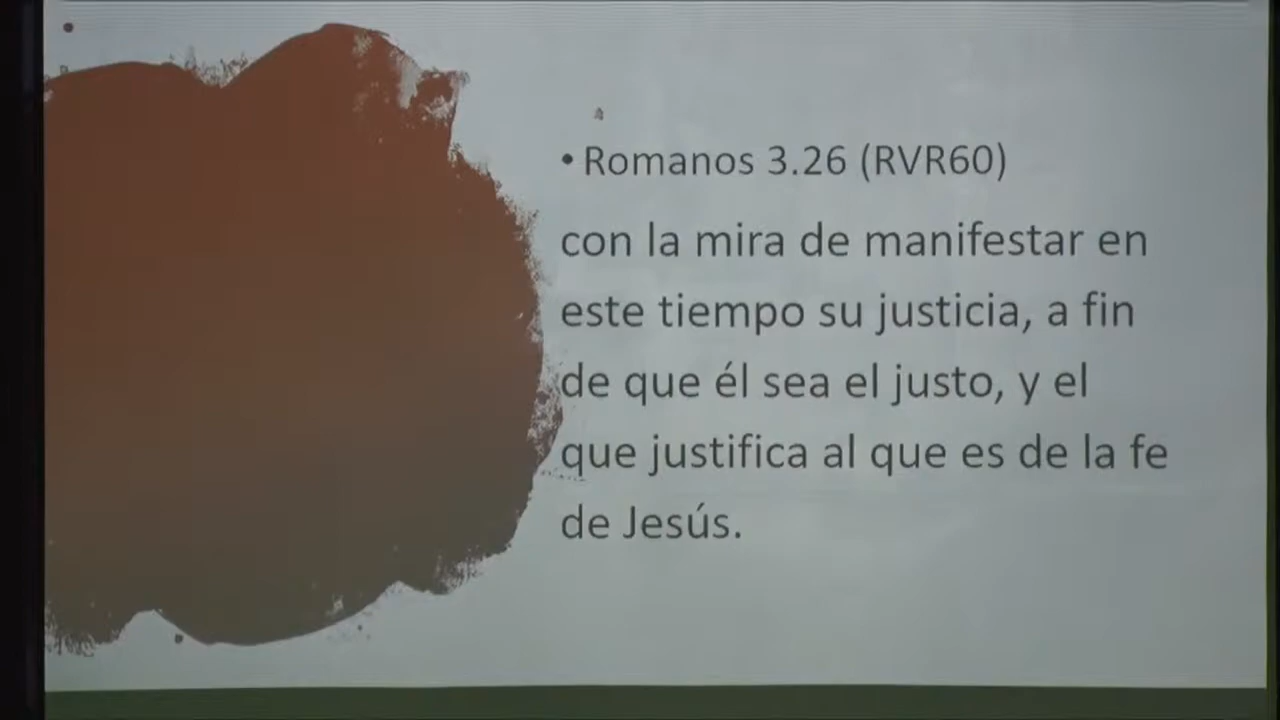 • Romanos 3.26 (RVR60)
con la mira de manifestar en
este tiempo su justicia, a fin
de que él sea el justo, y el
que justifica al que es de la fe
de Jesús.